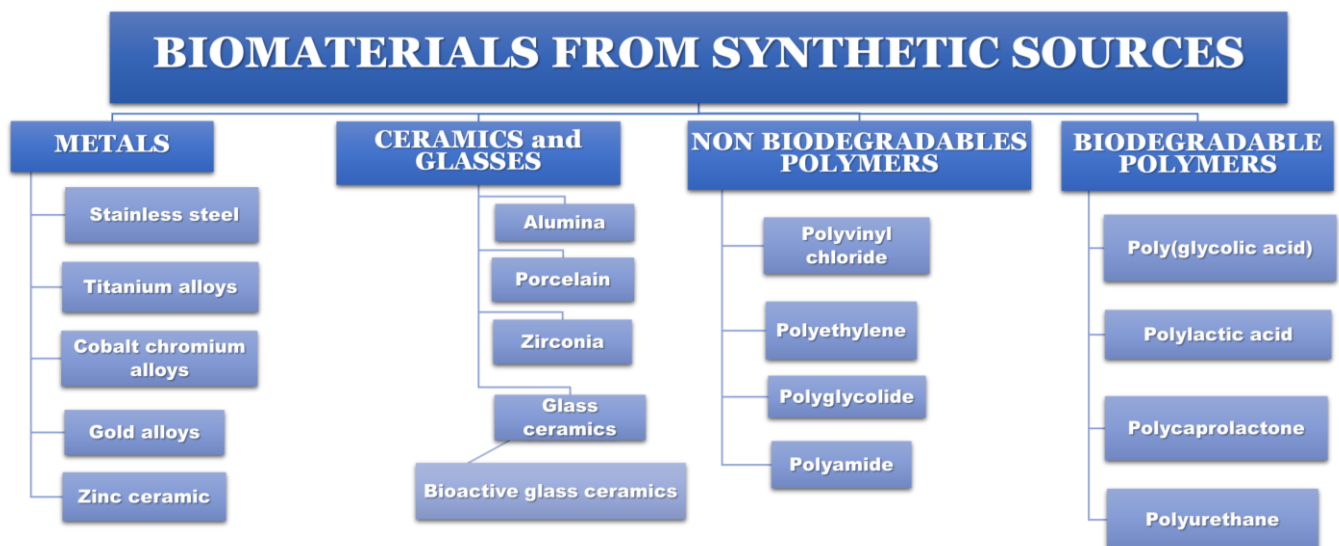 BIOMATERIALS FROM SYNTHETIC SOURCES
METALS
Stainless steel
Titanium alloys
Cobalt chromium
alloys
Gold alloys
Zinc ceramic
CERAMICS and
GLASSES
Alumina
Porcelain
Zirconia
Glass
ceramics
Bioactive glass ceramics
NON BIODEGRADABLES
POLYMERS
Polyvinyl
chloride
Polyethylene
Polyglycolide
Polyamide
BIODEGRADABLE
POLYMERS
Poly(glycolic acid)
Polylactic acid
Polycaprolactone
Polyurethane